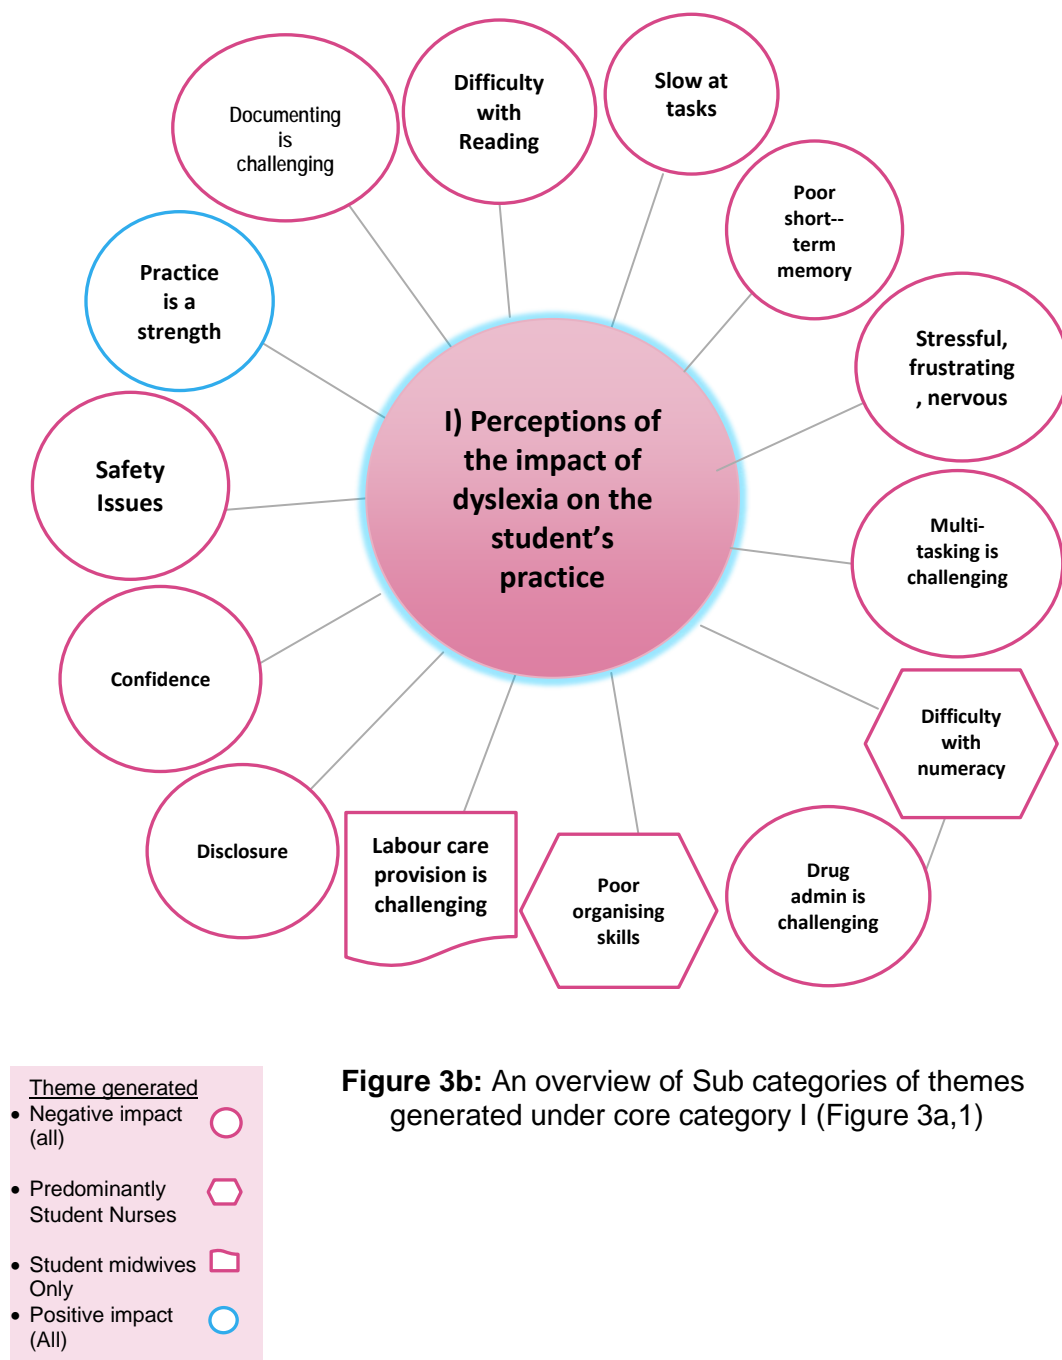 Documenting
is
challenging
Difficulty
with
Reading
Slow at
tasks
Poor
short--
term
memory
Stressful,
frustrating
, nervous
Multi-
tasking is
challenging
Difficulty
with
numeracy
Drug
admin is
challenging
Poor
organising
skills
Labour care
provision is
challenging
Disclosure
Confidence
Safety
Issues
Practice
is a
strength
I) Perceptions of
the impact of
dyslexia on the
student’s
practice
Theme generated
• Negative impact
(all)
• Predominantly
Student Nurses
• Student midwives
Only
• Positive impact
(All)
Figure 3b: An overview of Sub categories of themes
generated under core category I (Figure 3a,1)